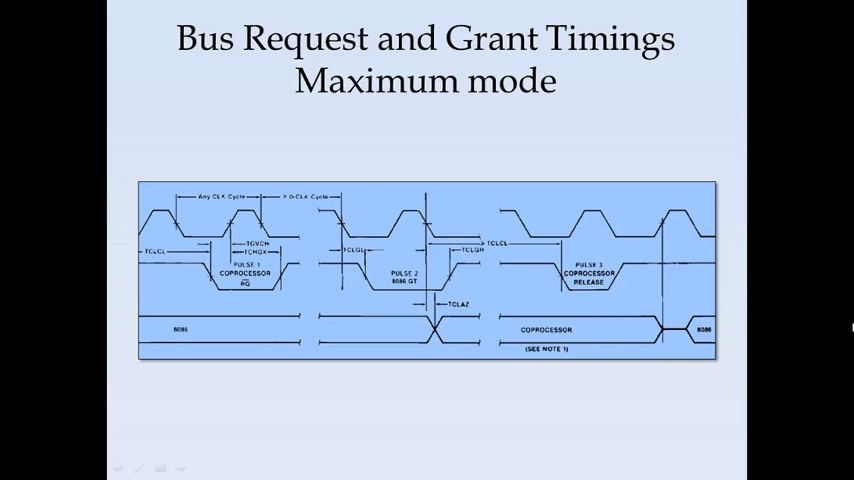 Bus Request and Grant Timings
Maximum mode
Any CLK Cycle
> 0-CLK Cycle
TCLCL
TGVCH
TCHGX
TCLGL
TCLGH
> TCLCL
PULSE 1
COPROCESSOR
RQ
PULSE 2
8086 GT
PULSE 3
COPROCESSOR
RELEASE
TCLAZ
8086
COPROCESSOR
8086
(SEE NOTE 1)